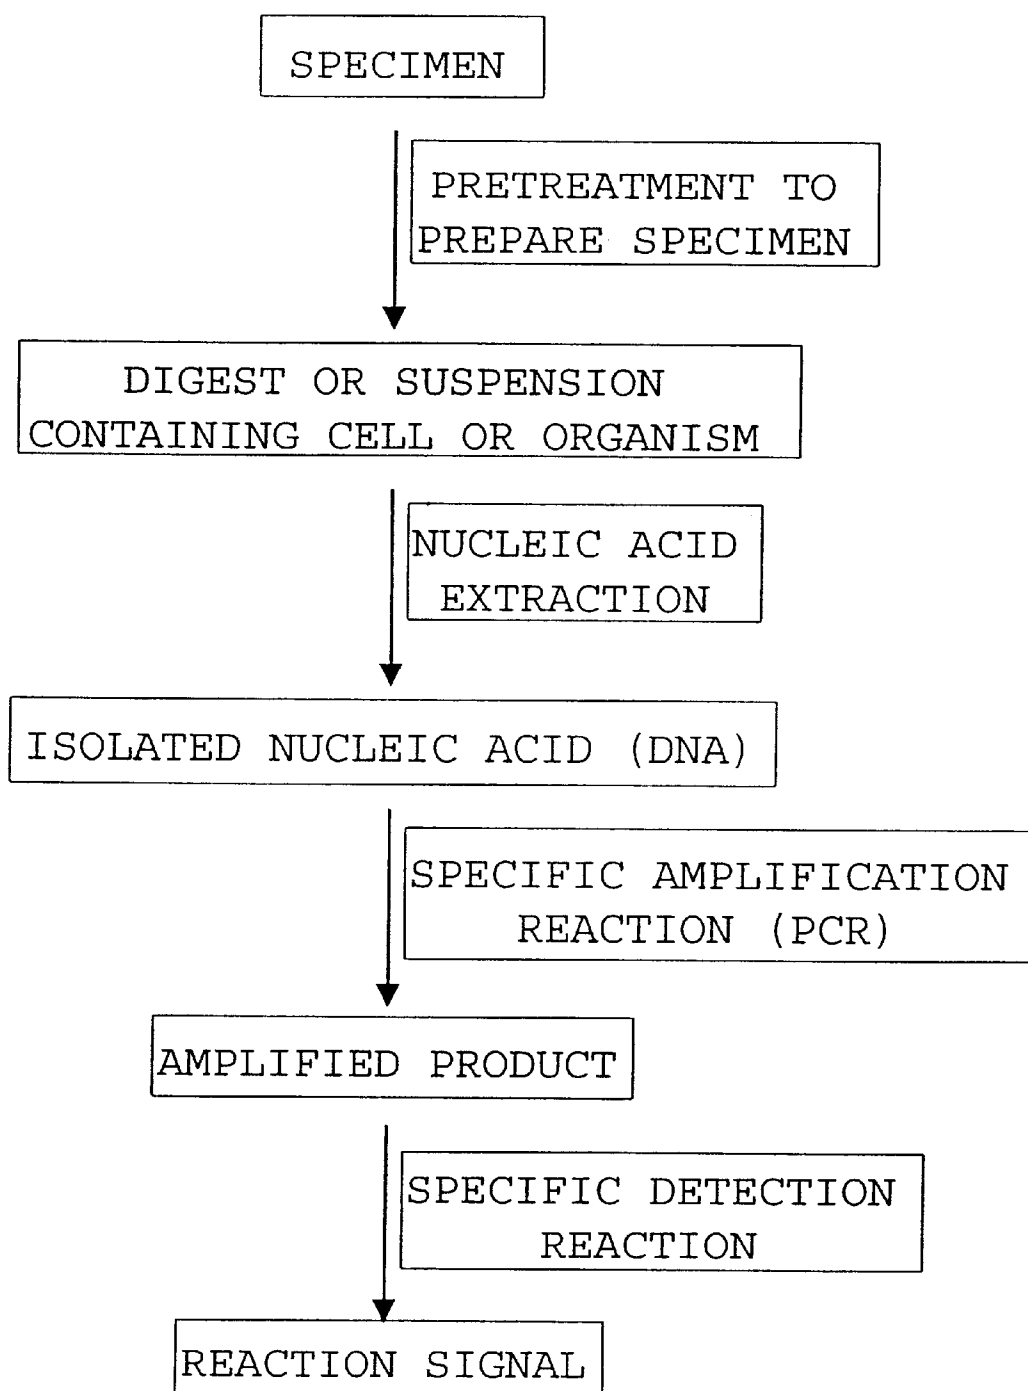 SPECIMEN
PRETREATMENT TO
PREPARE SPECIMEN
DIGEST OR SUSPENSION
CONTAINING CELL OR ORGANISM
NUCLEIC ACID
EXTRACTION
ISOLATED NUCLEIC ACID (DNA)
SPECIFIC AMPLIFICATION
REACTION (PCR)
AMPLIFIED PRODUCT
SPECIFIC DETECTION
REACTION
REACTION SIGNAL